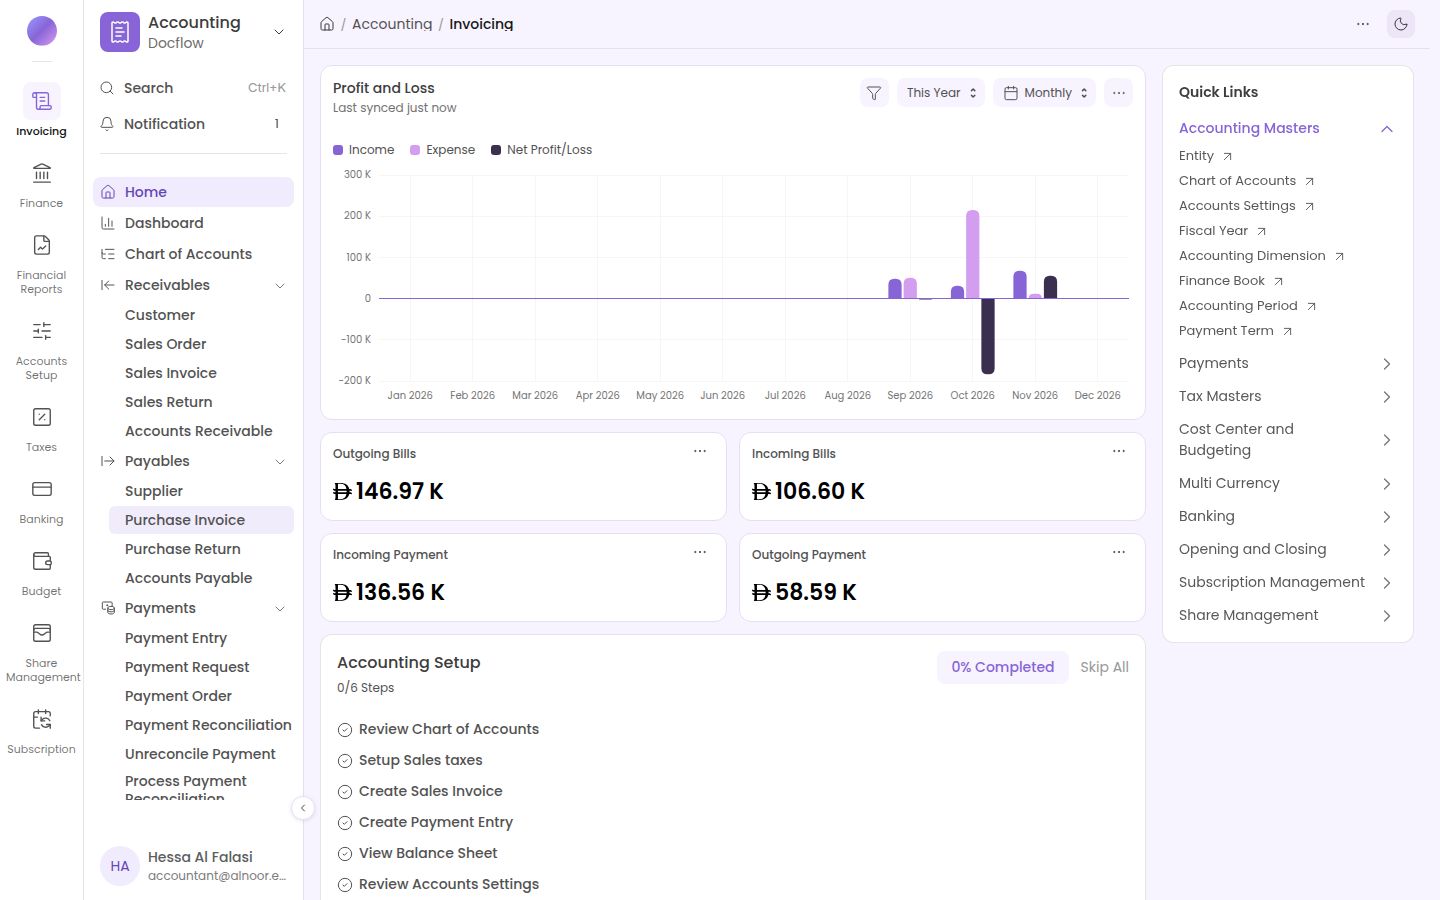 Invoicing
Finance
Financial
Reports
Accounts
Setup
Taxes
Banking
Budget
Share
Management
Subscription
Accounting
Docflow
Search Ctrl+K
Notification 1
Home
Dashboard
Chart of Accounts
Receivables
Customer
Sales Order
Sales Invoice
Sales Return
Accounts Receivable
Payables
Supplier
Purchase Invoice
Purchase Return
Accounts Payable
Payments
Payment Entry
Payment Request
Payment Order
Payment Reconciliation
Unreconcile Payment
Process Payment
Reconciliation
HA
Hessa Al Falasi
accountant@alnoor.e...
/ Accounting / Invoicing
Profit and Loss
Last synced just now
This Year
Monthly
Income Expense Net Profit/Loss
300 K
200 K
100 K
0
-100 K
-200 K
Jan 2026 Feb 2026 Mar 2026 Apr 2026 May 2026 Jun 2026 Jul 2026 Aug 2026 Sep 2026 Oct 2026 Nov 2026 Dec 2026
Outgoing Bills
146.97 K
Incoming Bills
106.60 K
Incoming Payment
136.56 K
Outgoing Payment
58.59 K
Accounting Setup
0/6 Steps
0% Completed Skip All
Review Chart of Accounts
Setup Sales taxes
Create Sales Invoice
Create Payment Entry
View Balance Sheet
Review Accounts Settings
Quick Links
Accounting Masters
Entity
Chart of Accounts
Accounts Settings
Fiscal Year
Accounting Dimension
Finance Book
Accounting Period
Payment Term
Payments
Tax Masters
Cost Center and
Budgeting
Multi Currency
Banking
Opening and Closing
Subscription Management
Share Management